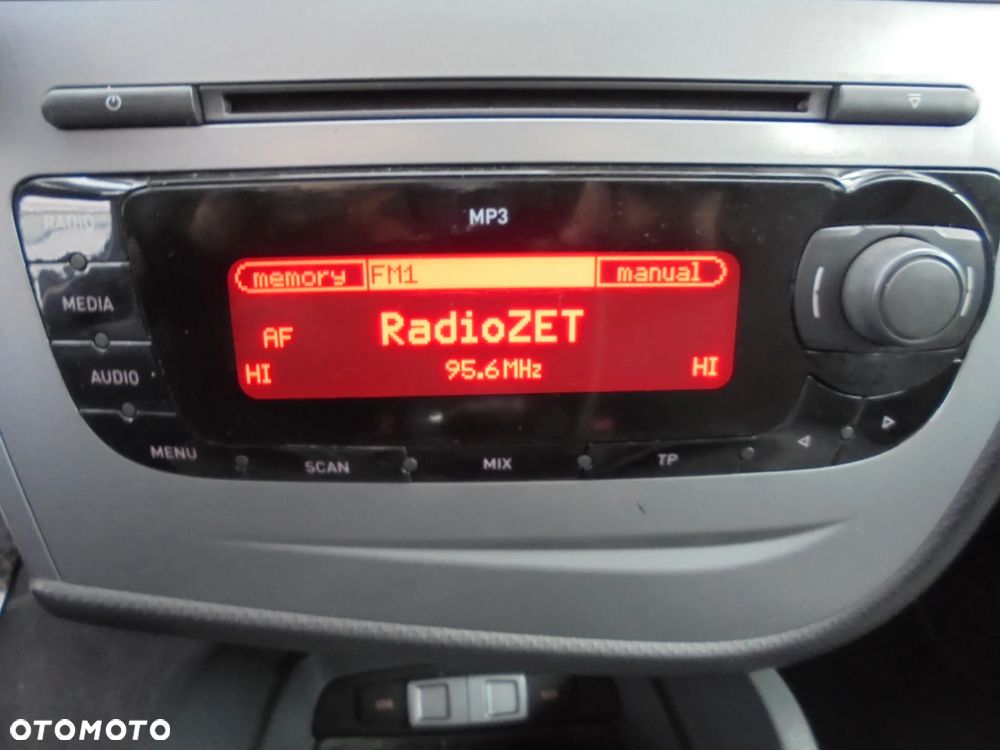 MP3
RADIO
memory FM1 manual
MEDIA
AF RadioZET
HI 95.6MHz HI
AUDIO
MENU SCAN MIX TP
OTOMOTO